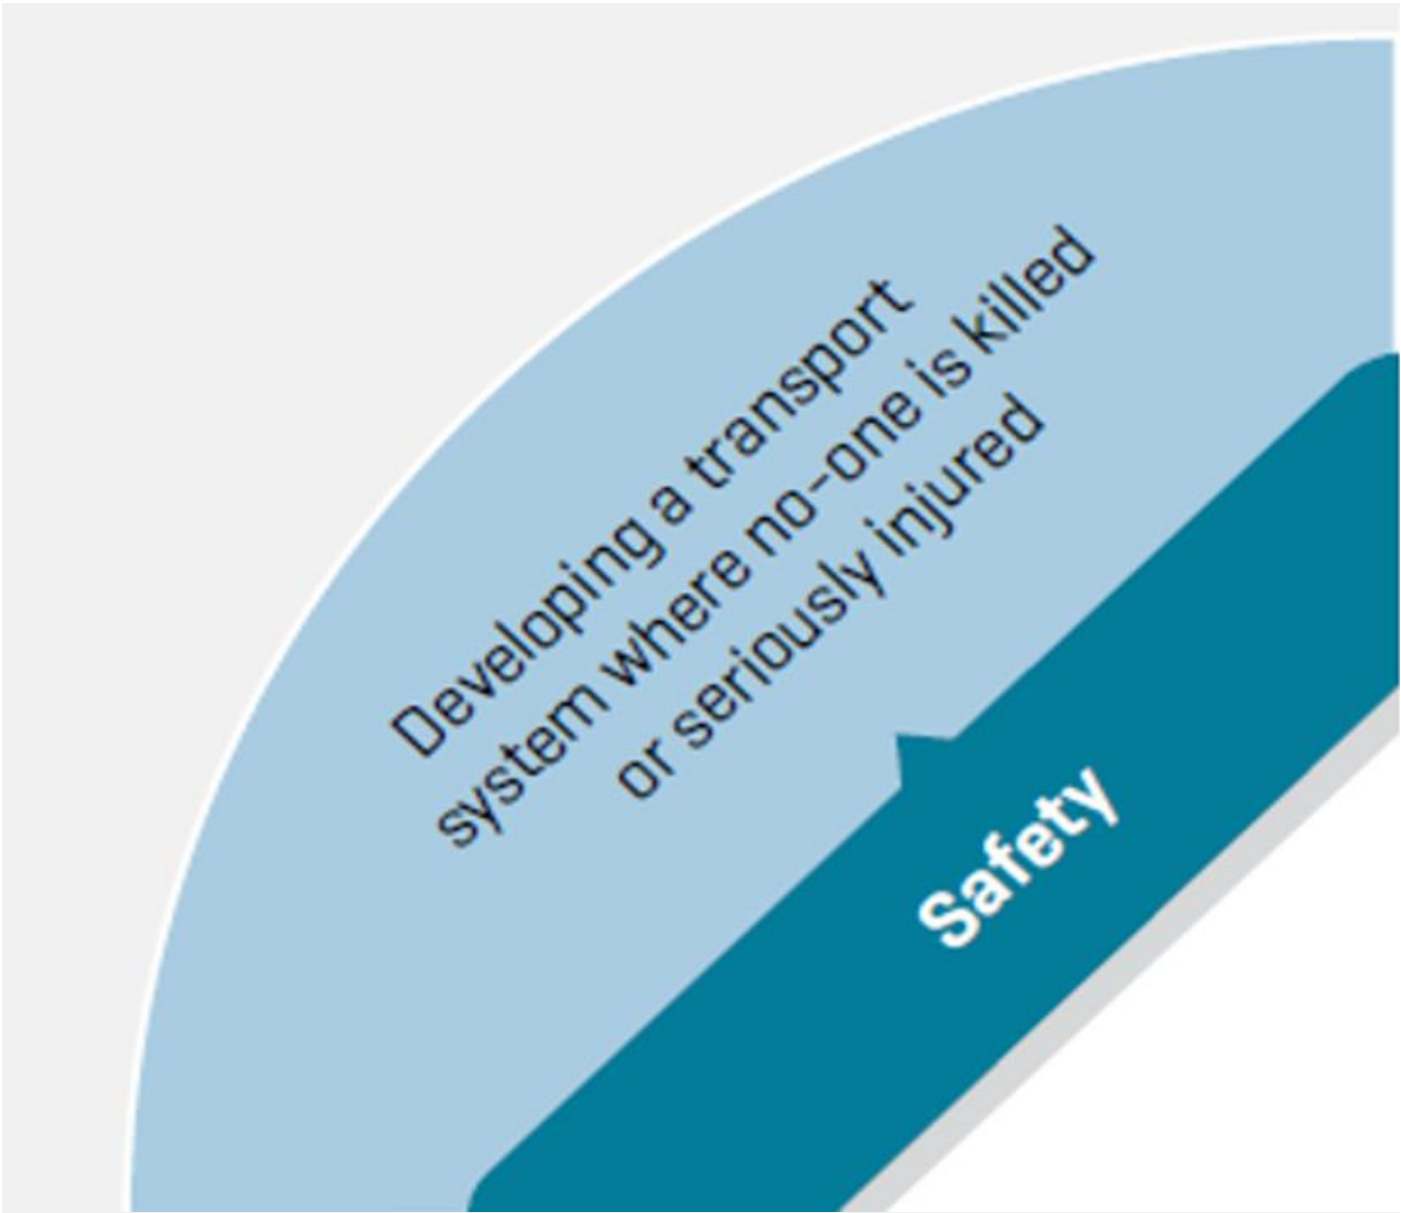 Developing a transport
system where no-one is killed
or seriously injured
Safety